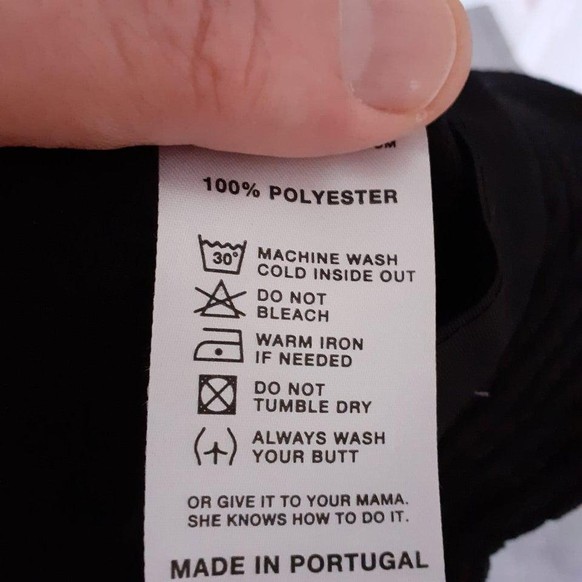 100% POLYESTER
30°
MACHINE WASH
COLD INSIDE OUT
DO NOT
BLEACH
WARM IRON
IF NEEDED
DO NOT
TUMBLE DRY
ALWAYS WASH
YOUR BUTT
OR GIVE IT TO YOUR MAMA.
SHE KNOWS HOW TO DO IT.
MADE IN PORTUGAL